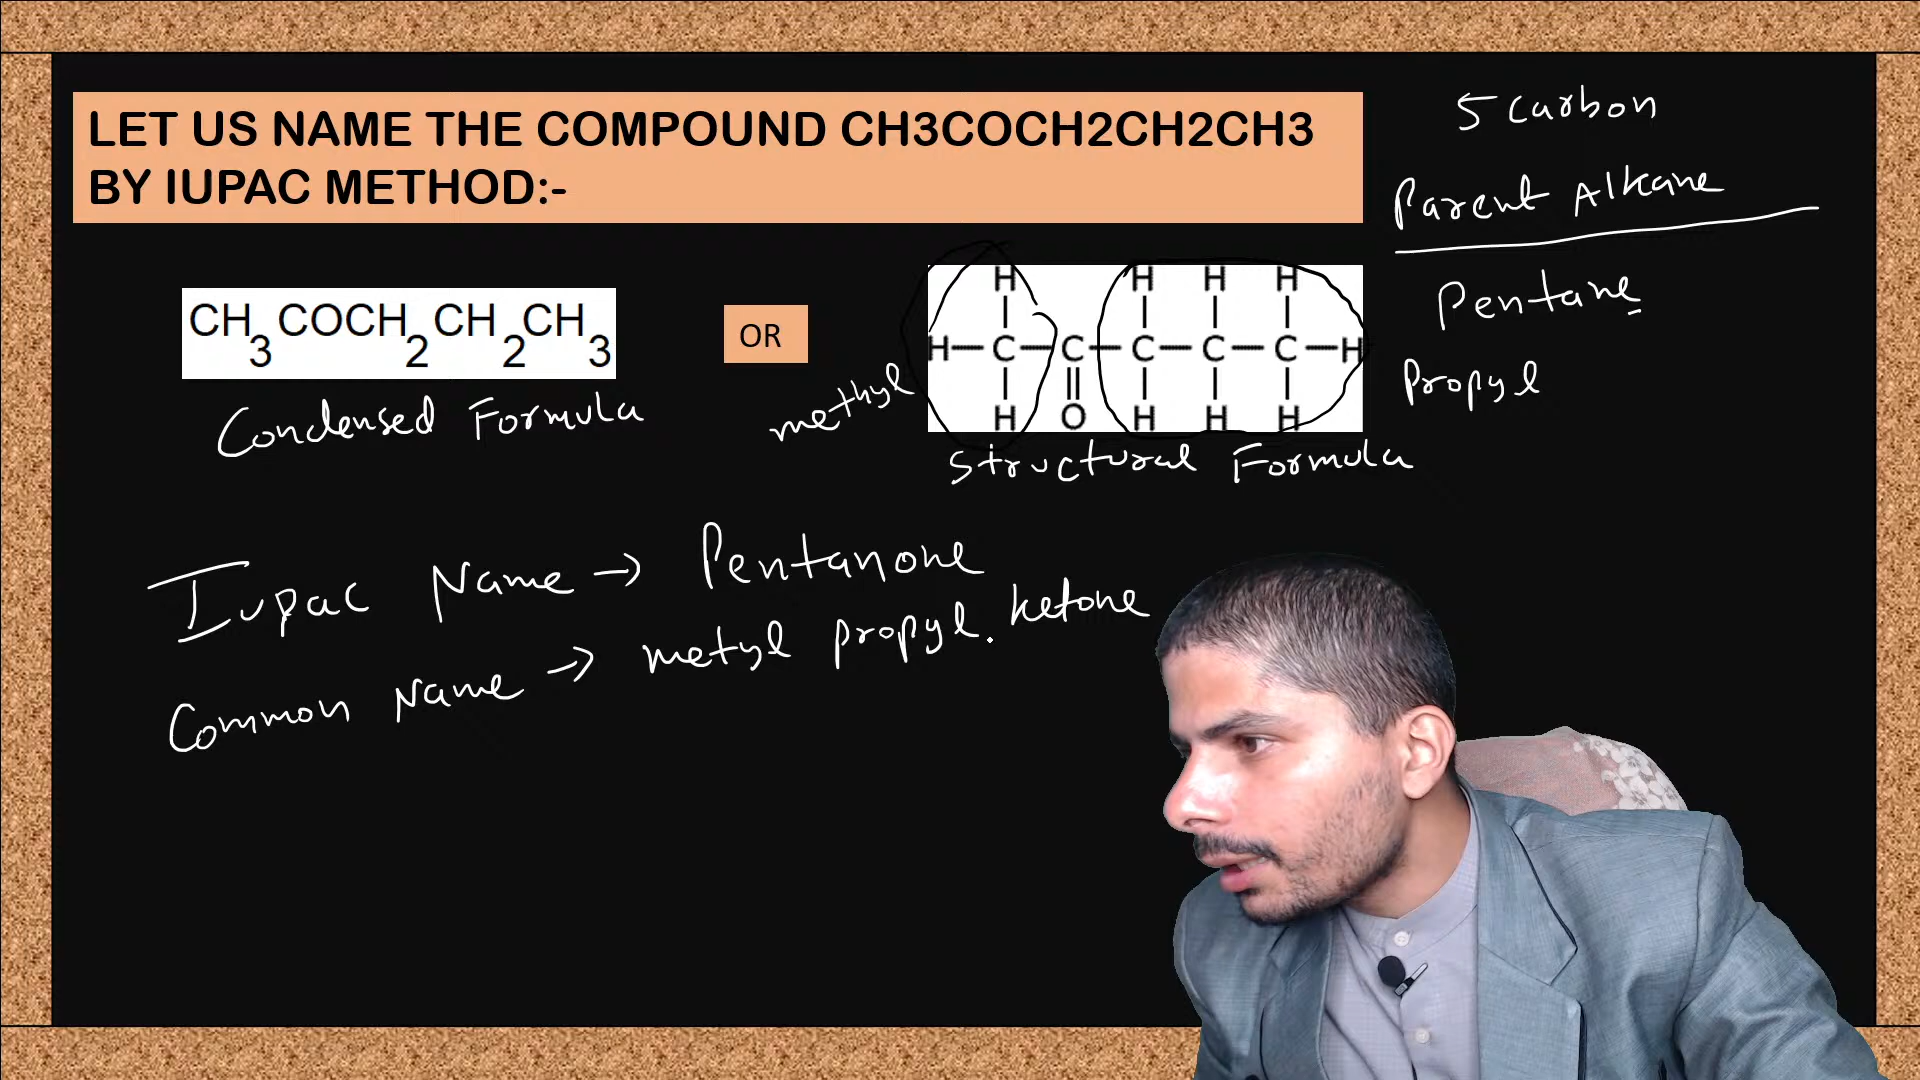 LET US NAME THE COMPOUND CH3COCH2CH2CH3
BY IUPAC METHOD:-
5 Carbon
Parent Alkane
Pentane
Propyl
CH3COCH2CH2CH3
Condensed Formula
OR
methyl
H H H H
H—C—C—C—C—C—H
H O H H H
Structural Formula
Iupac Name → Pentanone
Common Name → metyl propyl. ketone